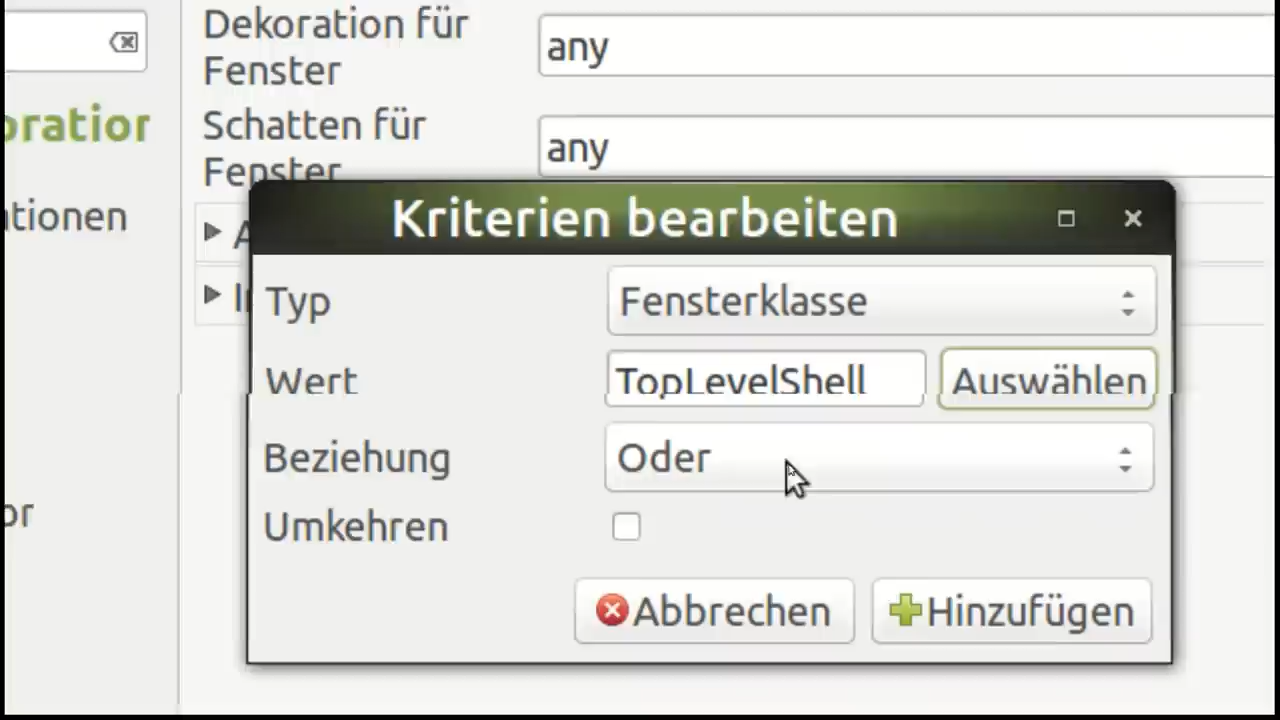 Dekoration für
Fenster
any
Schatten für
Fenster
any
Kriterien bearbeiten
Typ
Fensterklasse
Wert
TopLevelShell
Auswählen
Beziehung
Oder
Umkehren
Abbrechen
Hinzufügen